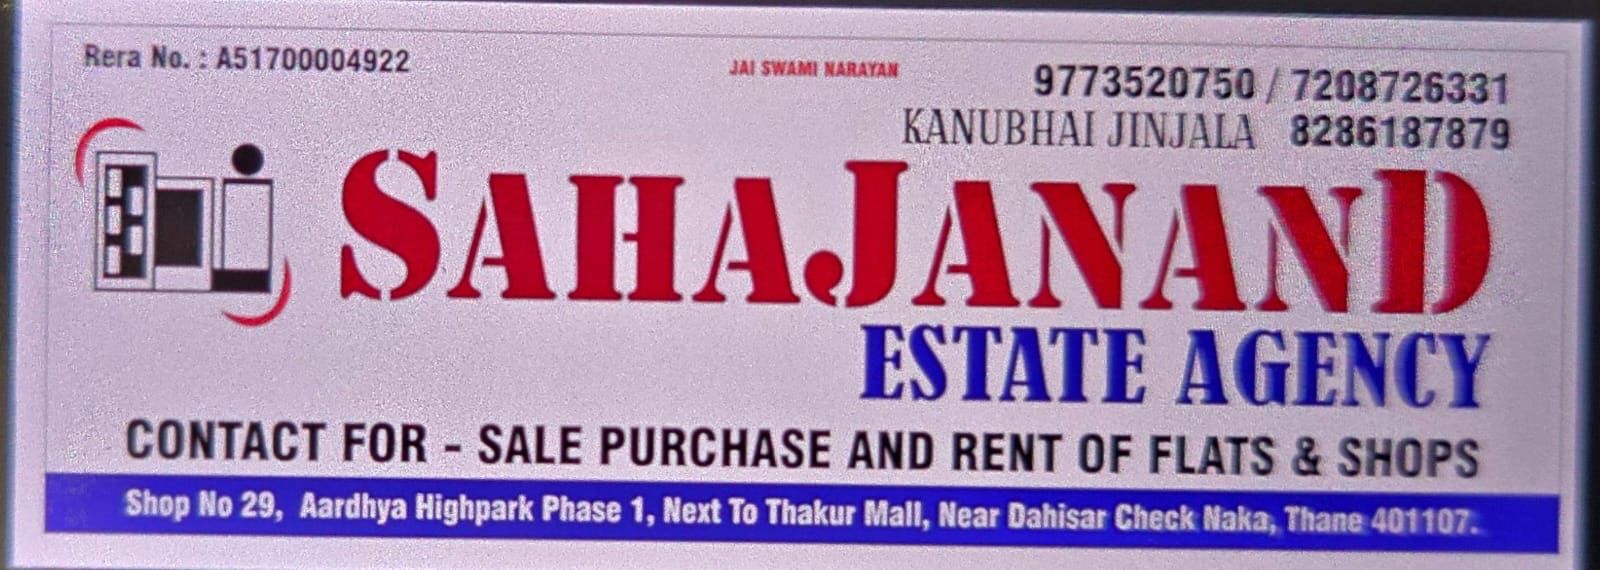 Rera No. : A51700004922
JAI SWAMI NARAYAN
9773520750 / 7208726331
KANUBHAI JINJALA 8286187879
SAHAJANAND
ESTATE AGENCY
CONTACT FOR - SALE PURCHASE AND RENT OF FLATS & SHOPS
Shop No 29, Aardhya Highpark Phase 1, Next To Thakur Mall, Near Dahisar Check Naka, Thane 401107.